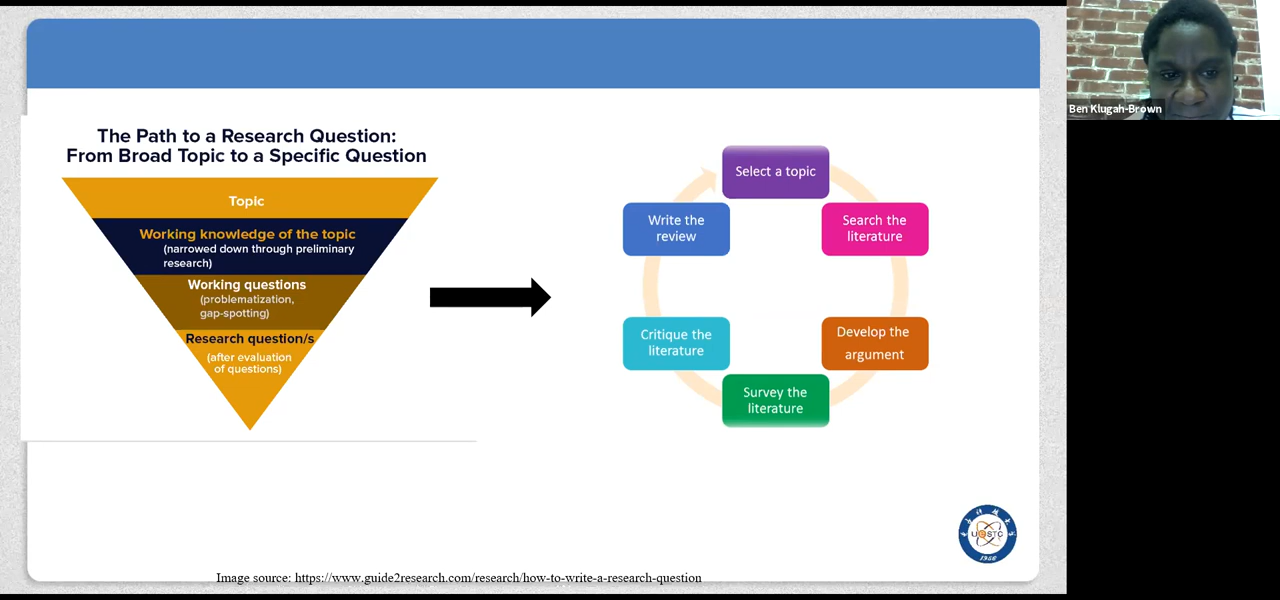 The Path to a Research Question:
From Broad Topic to a Specific Question
Topic
Working knowledge of the topic
(narrowed down through preliminary
research)
Working questions
(problematization,
gap-spotting)
Research question/s
(after evaluation
of questions)
Select a topic
Search the
literature
Develop the
argument
Survey the
literature
Critique the
literature
Write the
review
Image source: https://www.guide2research.com/research/how-to-write-a-research-question
1956
Ben Klugah-Brown